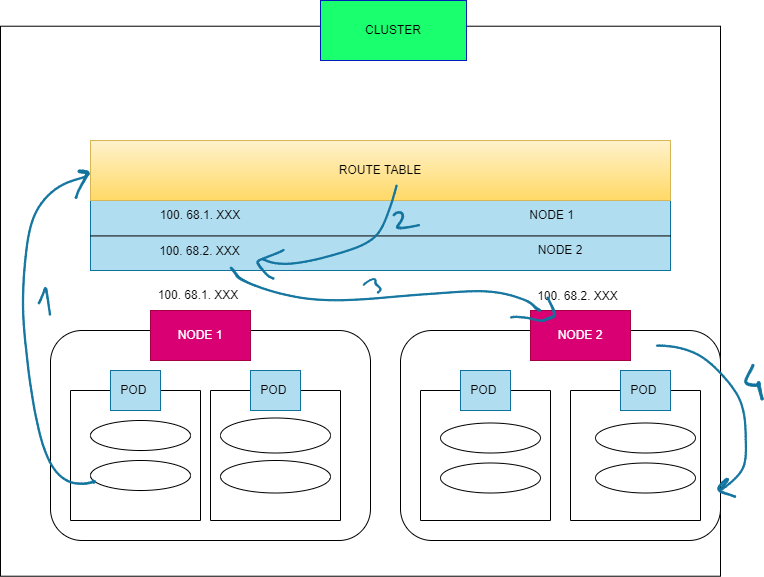 CLUSTER
ROUTE TABLE
100. 68.1. XXX NODE 1
2
100. 68.2. XXX NODE 2
1
3
100. 68.1. XXX 100. 68.2. XXX
NODE 1 NODE 2
4
POD POD POD POD